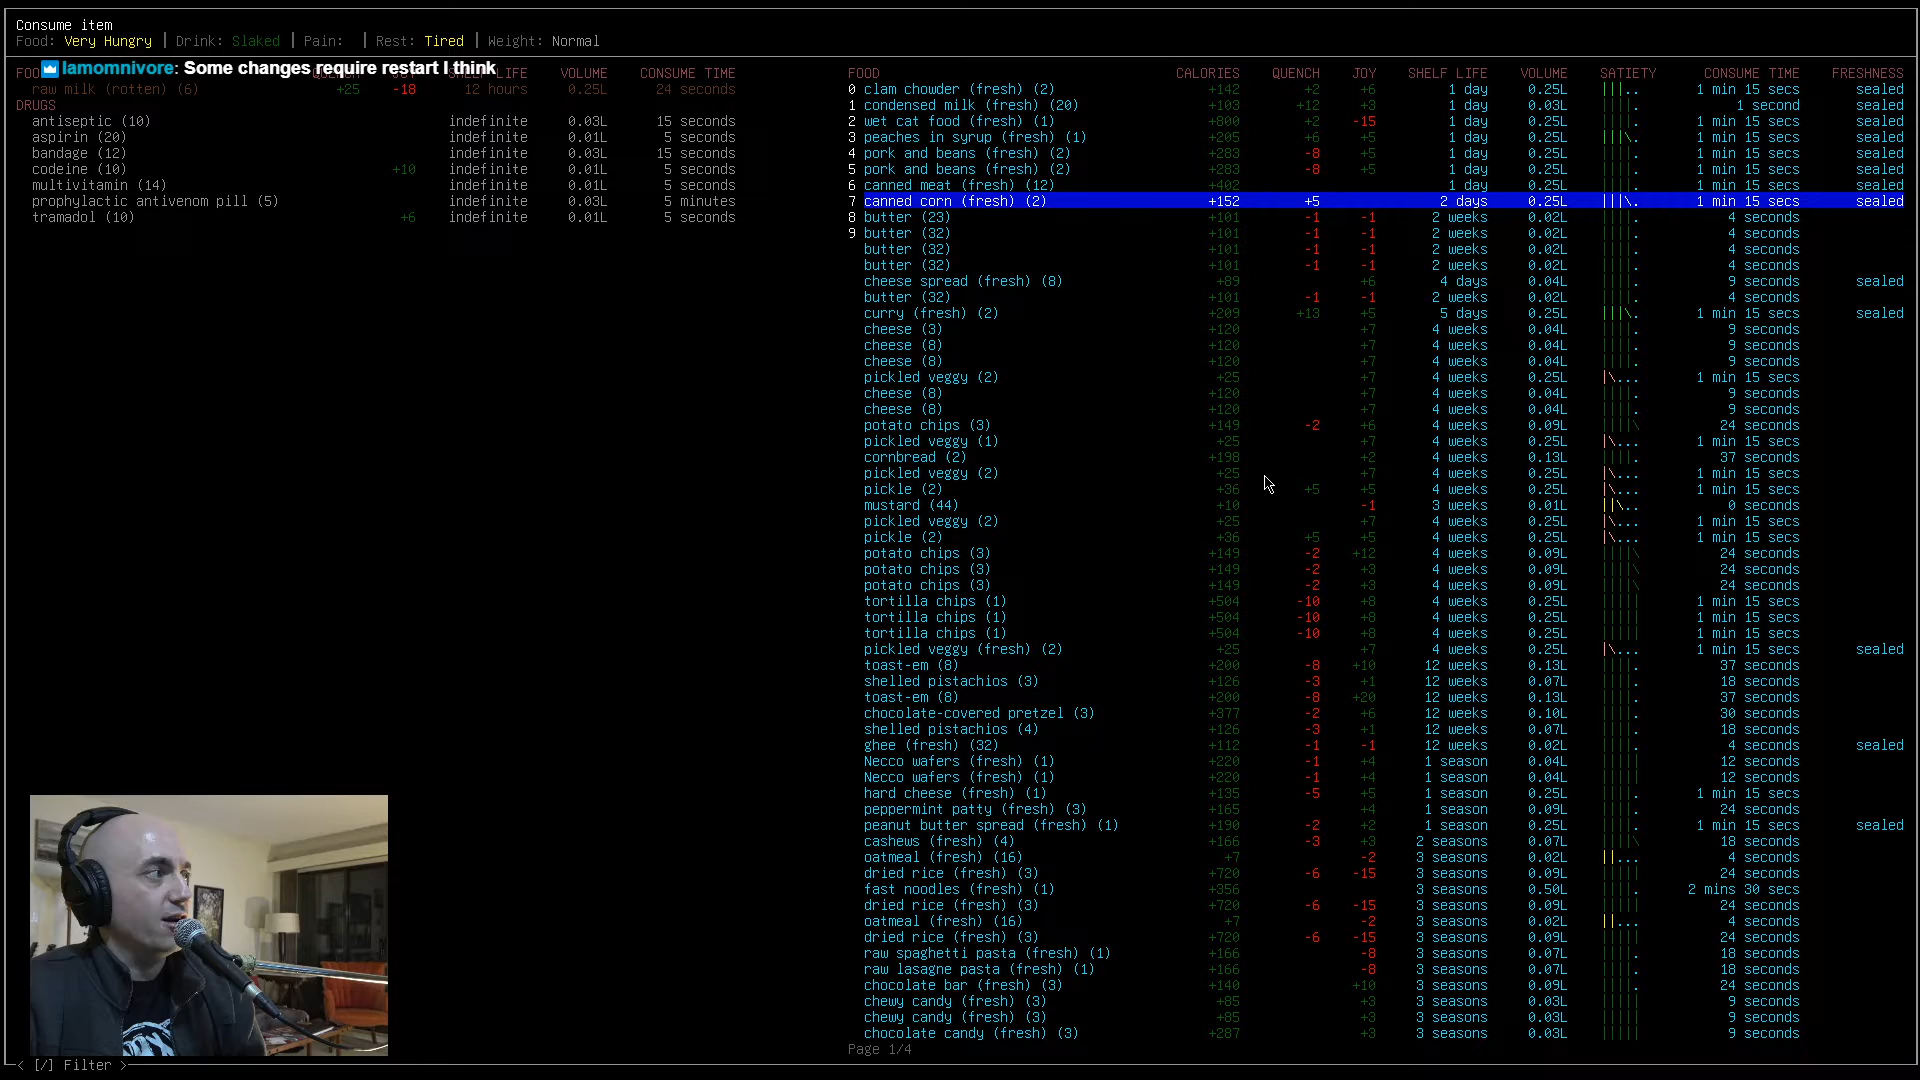 Consume item
Food: Very Hungry | Drink: Slaked | Pain: | Rest: Tired | Weight: Normal
Iamomnivore: Some changes require restart I think
VOLUME CONSUME TIME
raw milk (rotten) (6) +25 -18 12 hours 0.25L 24 seconds
DRUGS
antiseptic (10) indefinite 0.03L 15 seconds
aspirin (20) indefinite 0.01L 5 seconds
bandage (12) indefinite 0.03L 15 seconds
codeine (10) +10 indefinite 0.01L 5 seconds
multivitamin (14) indefinite 0.01L 5 seconds
prophylactic antivenom pill (5) indefinite 0.03L 5 minutes
tramadol (10) +6 indefinite 0.01L 5 seconds
FOOD CALORIES QUENCH JOY SHELF LIFE VOLUME SATIETY CONSUME TIME FRESHNESS
0 clam chowder (fresh) (2) +142 +2 +6 1 day 0.25L |||.. 1 min 15 secs sealed
1 condensed milk (fresh) (20) +103 +12 +3 1 day 0.03L ||||. 1 second sealed
2 wet cat food (fresh) (1) +800 +2 -15 1 day 0.25L ||||. 1 min 15 secs sealed
3 peaches in syrup (fresh) (1) +205 +6 +5 1 day 0.25L |||\. 1 min 15 secs sealed
4 pork and beans (fresh) (2) +283 -8 +5 1 day 0.25L ||||. 1 min 15 secs sealed
5 pork and beans (fresh) (2) +283 -8 +5 1 day 0.25L ||||. 1 min 15 secs sealed
6 canned meat (fresh) (12) +402 1 day 0.25L ||||. 1 min 15 secs sealed
7 canned corn (fresh) (2) +152 +5 2 days 0.25L |||\. 1 min 15 secs sealed
8 butter (23) +101 -1 -1 2 weeks 0.02L ||||. 4 seconds
9 butter (32) +101 -1 -1 2 weeks 0.02L ||||. 4 seconds
butter (32) +101 -1 -1 2 weeks 0.02L ||||. 4 seconds
butter (32) +101 -1 -1 2 weeks 0.02L ||||. 4 seconds
cheese spread (fresh) (8) +89 +6 4 days 0.04L ||||. 9 seconds sealed
butter (32) +101 -1 -1 2 weeks 0.02L ||||. 4 seconds
curry (fresh) (2) +209 +13 +5 5 days 0.25L |||\. 1 min 15 secs sealed
cheese (3) +120 +7 4 weeks 0.04L ||||. 9 seconds
cheese (8) +120 +7 4 weeks 0.04L ||||. 9 seconds
cheese (8) +120 +7 4 weeks 0.04L ||||. 9 seconds
pickled veggy (2) +25 +7 4 weeks 0.25L |\... 1 min 15 secs
cheese (8) +120 +7 4 weeks 0.04L ||||. 9 seconds
cheese (8) +120 +7 4 weeks 0.04L ||||. 9 seconds
potato chips (3) +149 -2 +6 4 weeks 0.09L ||||\ 24 seconds
pickled veggy (1) +25 +7 4 weeks 0.25L |\... 1 min 15 secs
cornbread (2) +198 +2 4 weeks 0.13L ||||. 37 seconds
pickled veggy (2) +25 +7 4 weeks 0.25L |\... 1 min 15 secs
pickle (2) +36 +5 +5 4 weeks 0.25L |\... 1 min 15 secs
mustard (44) +10 -1 3 weeks 0.01L ||\.. 0 seconds
pickled veggy (2) +25 +7 4 weeks 0.25L |\... 1 min 15 secs
pickle (2) +36 +5 +5 4 weeks 0.25L |\... 1 min 15 secs
potato chips (3) +149 -2 +12 4 weeks 0.09L ||||\ 24 seconds
potato chips (3) +149 -2 +3 4 weeks 0.09L ||||\ 24 seconds
potato chips (3) +149 -2 +3 4 weeks 0.09L ||||\ 24 seconds
tortilla chips (1) +504 -10 +8 4 weeks 0.25L ||||| 1 min 15 secs
tortilla chips (1) +504 -10 +8 4 weeks 0.25L ||||| 1 min 15 secs
tortilla chips (1) +504 -10 +8 4 weeks 0.25L ||||| 1 min 15 secs
pickled veggy (fresh) (2) +25 +7 4 weeks 0.25L |\... 1 min 15 secs sealed
toast-em (8) +200 -8 +10 12 weeks 0.13L ||||. 37 seconds
shelled pistachios (3) +126 -3 +1 12 weeks 0.07L ||||. 18 seconds
toast-em (8) +200 -8 +20 12 weeks 0.13L ||||. 37 seconds
chocolate-covered pretzel (3) +377 -2 +6 12 weeks 0.10L ||||. 30 seconds
shelled pistachios (4) +126 -3 +1 12 weeks 0.07L ||||. 18 seconds
ghee (fresh) (32) +112 -1 -1 12 weeks 0.02L ||||. 4 seconds sealed
Necco wafers (fresh) (1) +220 -1 +4 1 season 0.04L ||||| 12 seconds
Necco wafers (fresh) (1) +220 -1 +4 1 season 0.04L ||||| 12 seconds
hard cheese (fresh) (1) +135 -5 +5 1 season 0.25L ||||. 1 min 15 secs
peppermint patty (fresh) (3) +165 +4 1 season 0.09L ||||. 24 seconds
peanut butter spread (fresh) (1) +190 -2 +2 1 season 0.25L ||||. 1 min 15 secs sealed
cashews (fresh) (4) +166 -3 +3 2 seasons 0.07L ||||\ 18 seconds
oatmeal (fresh) (16) +7 -2 3 seasons 0.02L ||... 4 seconds
dried rice (fresh) (3) +720 -6 -15 3 seasons 0.09L ||||| 24 seconds
fast noodles (fresh) (1) +356 3 seasons 0.50L ||||. 2 mins 30 secs
dried rice (fresh) (3) +720 -6 -15 3 seasons 0.09L ||||| 24 seconds
oatmeal (fresh) (16) +7 -2 3 seasons 0.02L ||... 4 seconds
dried rice (fresh) (3) +720 -6 -15 3 seasons 0.09L ||||| 24 seconds
raw spaghetti pasta (fresh) (1) +166 -8 3 seasons 0.07L ||||. 18 seconds
raw lasagne pasta (fresh) (1) +166 -8 3 seasons 0.07L ||||. 18 seconds
chocolate bar (fresh) (3) +140 +10 3 seasons 0.09L ||||. 24 seconds
chewy candy (fresh) (3) +85 +3 3 seasons 0.03L ||||| 9 seconds
chewy candy (fresh) (3) +85 +3 3 seasons 0.03L ||||| 9 seconds
chocolate candy (fresh) (3) +287 +3 3 seasons 0.03L ||||| 9 seconds
Page 1/4
< [/] Filter >